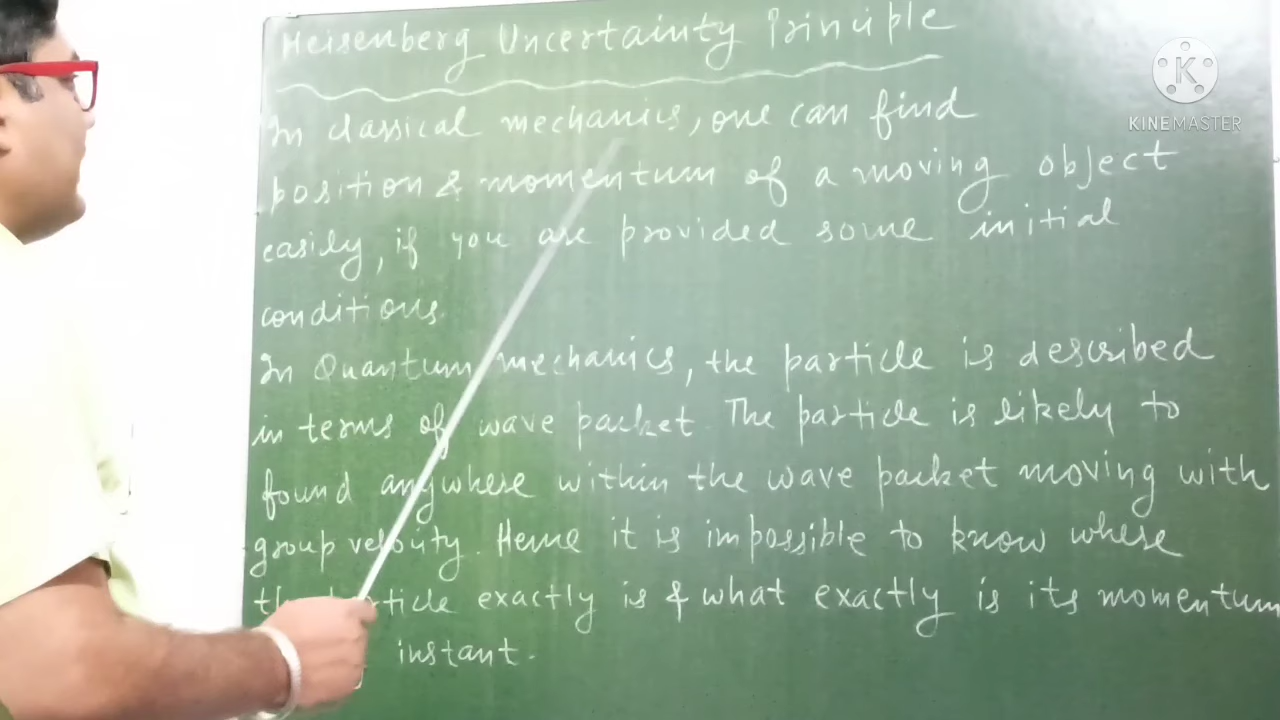 Heisenberg Uncertainty Principle
In classical mechanics, one can find
position & momentum of a moving object
easily, if you are provided some initial
conditions.
In Quantum mechanics, the particle is described
in terms of wave packet. The particle is likely to
found anywhere within the wave packet moving with
group velocity. Hence it is impossible to know where
exactly is & what exactly is its momentum
instant.
K
KINEMASTER